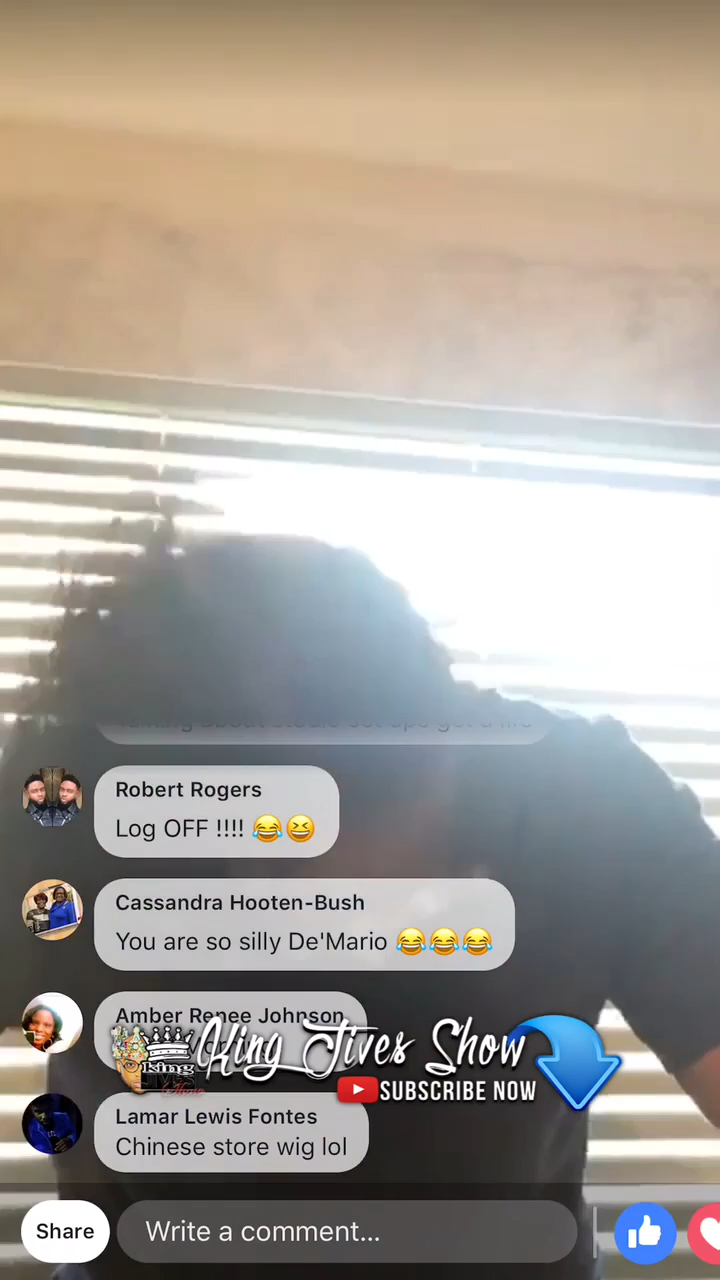 Robert Rogers
Log OFF !!!! 😂😆
Cassandra Hooten-Bush
You are so silly De'Mario 😂😂😂
Amber Renee Johnson
King Jives Show
king
SUBSCRIBE NOW
Lamar Lewis Fontes
Chinese store wig lol
Share
Write a comment...